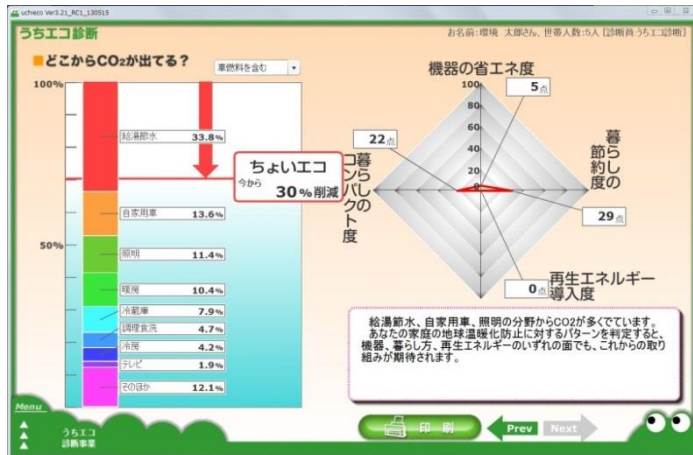 uchieco Ver3.21_RC1_130515
うちエコ診断
お名前:環境 太郎さん、世帯人数:5人 [診断員:うちエコ診断]
■どこからCO2が出てる?
車燃料を含む
100%
50%
給湯節水 33.8%
自家用車 13.6%
照明 11.4%
暖房 10.4%
冷蔵庫 7.9%
調理食洗 4.7%
冷房 4.2%
テレビ 1.9%
そのほか 12.1%
ちょいエコ
今から 30%削減
機器の省エネ度
5点
100
80
60
40
20
0
22点
暮らしの
コンパクト度
暮らしの
節約度
29点
0点
再生エネルギー
導入度
給湯節水、自家用車、照明の分野からCO2が多くでています。
あなたの家庭の地球温暖化防止に対するパターンを判定すると、
機器、暮らし方、再生エネルギーのいずれの面でも、これからの取り
組みが期待されます。
Menu
うちエコ
診断事業
印刷
Prev
Next